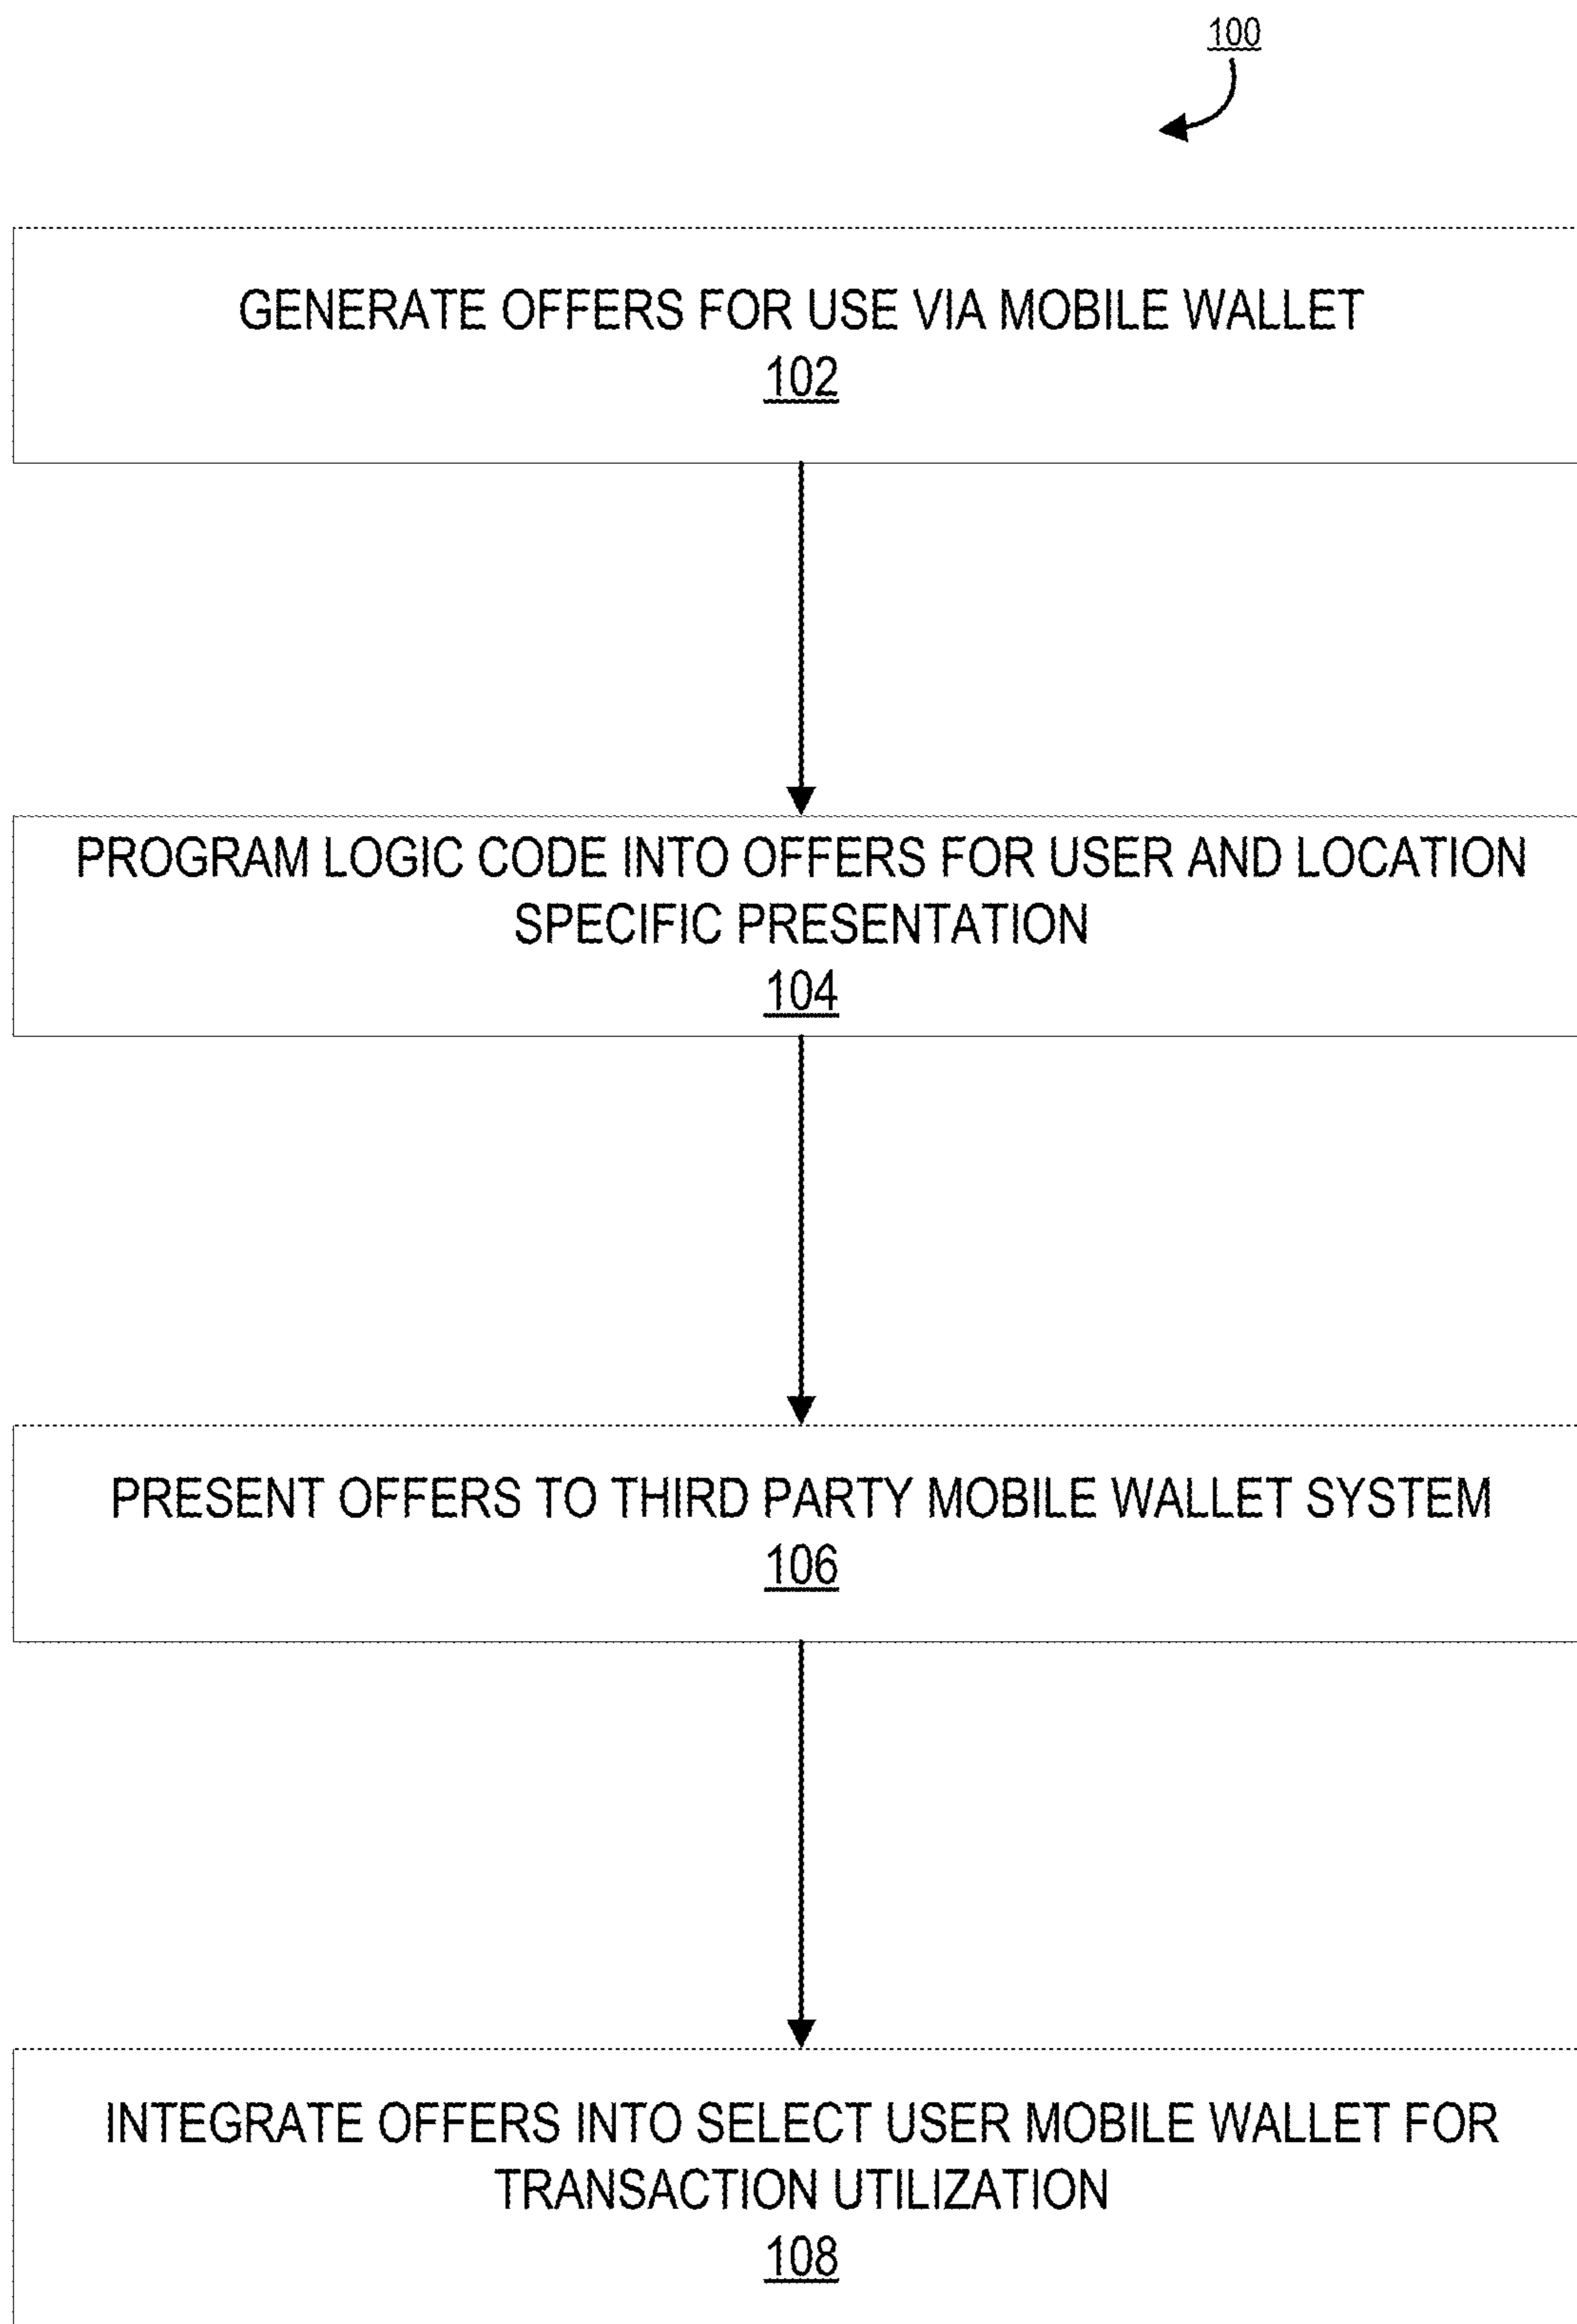 100
GENERATE OFFERS FOR USE VIA MOBILE WALLET
102
PROGRAM LOGIC CODE INTO OFFERS FOR USER AND LOCATION
SPECIFIC PRESENTATION
104
PRESENT OFFERS TO THIRD PARTY MOBILE WALLET SYSTEM
106
INTEGRATE OFFERS INTO SELECT USER MOBILE WALLET FOR
TRANSACTION UTILIZATION
108